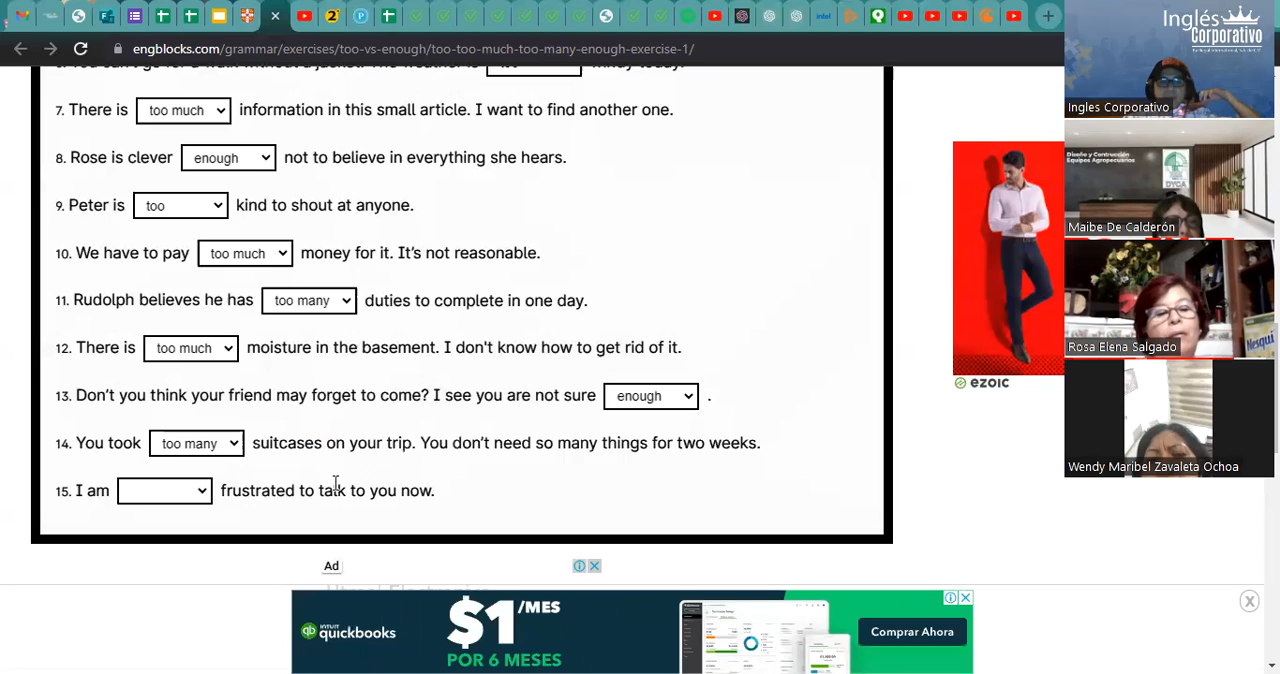 engblocks.com/grammar/exercises/too-vs-enough/too-too-much-too-many-enough-exercise-1/
7. There is too much information in this small article. I want to find another one.
8. Rose is clever enough not to believe in everything she hears.
9. Peter is too kind to shout at anyone.
10. We have to pay too much money for it. It's not reasonable.
11. Rudolph believes he has too many duties to complete in one day.
12. There is too much moisture in the basement. I don't know how to get rid of it.
13. Don't you think your friend may forget to come? I see you are not sure enough .
14. You took too many suitcases on your trip. You don't need so many things for two weeks.
15. I am frustrated to talk to you now.
Ad
INTUIT
quickbooks
$1/MES
POR 6 MESES
Comprar Ahora
X
ezoic
Inglés
Corporativo
Ingles Corporativo
Diseño y Cantrucción
Equipos Agropecuarios
DYCA
Maibe De Calderón
Nesqui
Rosa Elena Salgado
Wendy Maribel Zavaleta Ochoa